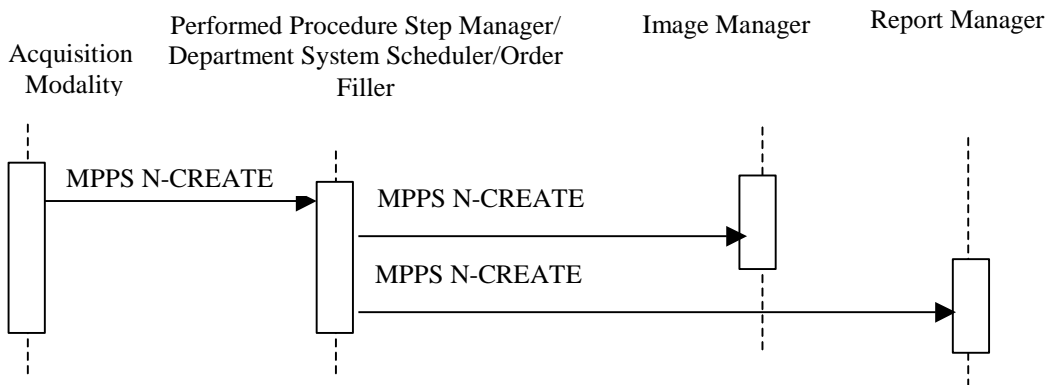 Acquisition
Modality
Performed Procedure Step Manager/
Department System Scheduler/Order
Filler
Image Manager
Report Manager
MPPS N-CREATE
MPPS N-CREATE
MPPS N-CREATE